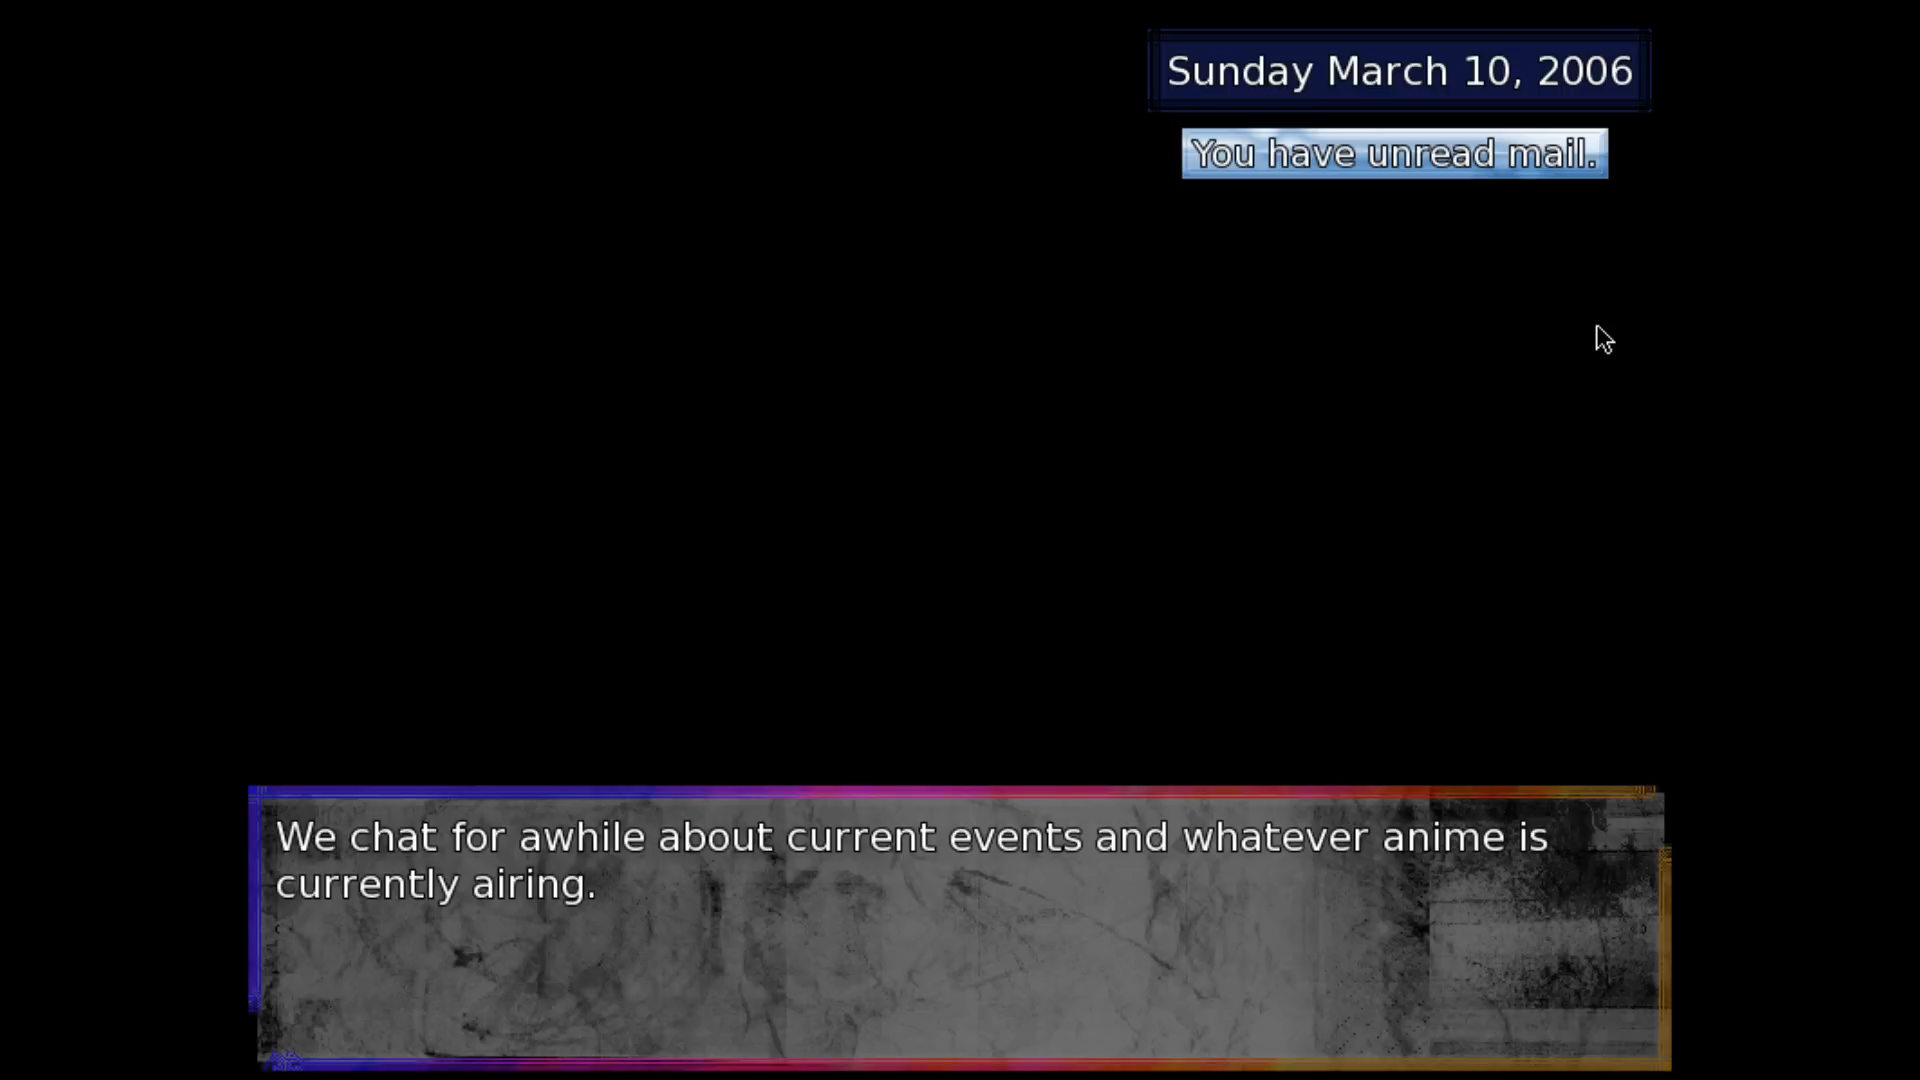 Sunday March 10, 2006
You have unread mail.
We chat for awhile about current events and whatever anime is
currently airing.